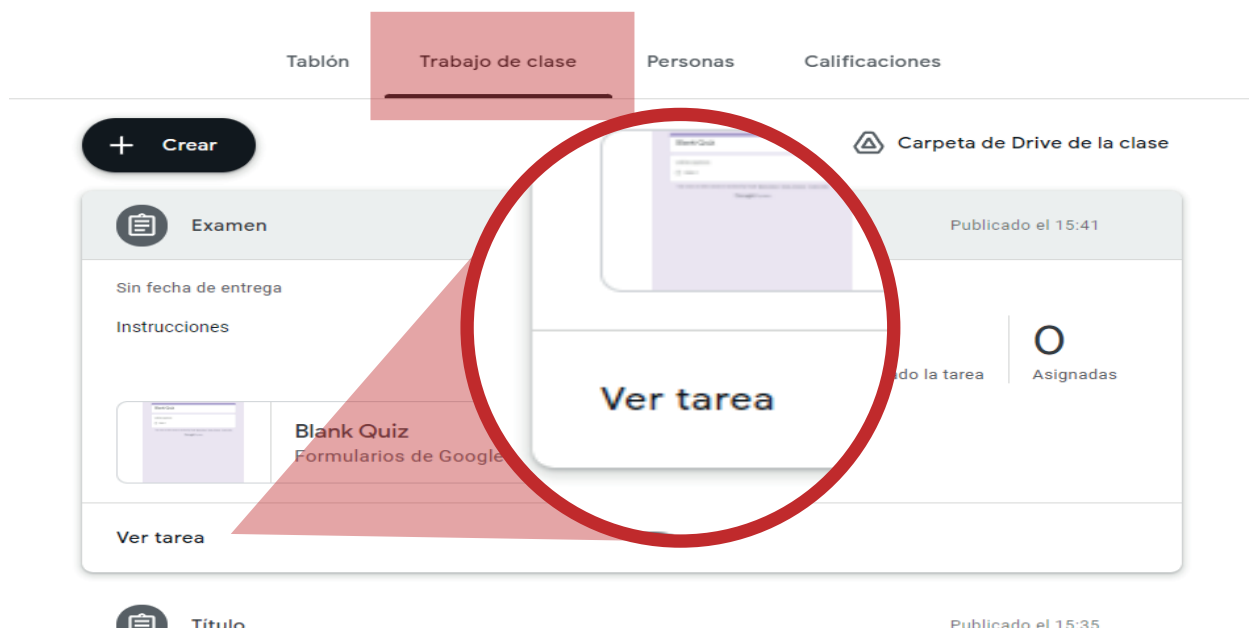 Tablón
Trabajo de clase
Personas
Calificaciones
+ Crear
Carpeta de Drive de la clase
Examen
Publicado el 15:41
Sin fecha de entrega
Instrucciones
0
do la tarea
Asignadas
Blank Quiz
Blank Quiz
Formularios de Google
Ver tarea
Ver tarea
Título
Publicado el 15:35